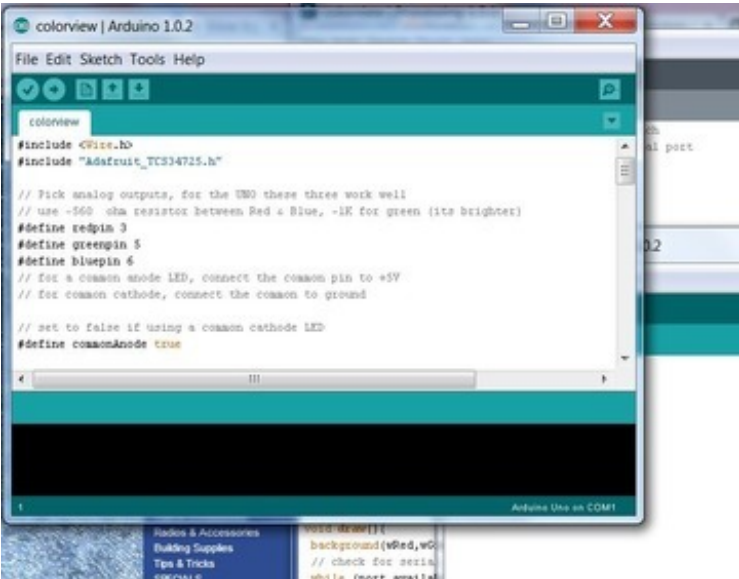 colorview | Arduino 1.0.2
File Edit Sketch Tools Help
colorview
#include <Wire.h>
#include "Adafruit_TCS34725.h"
// Pick analog outputs, for the UNO these three work well
// use ~560 ohm resistor between Red & Blue, ~1K for green (its brighter)
#define redpin 3
#define greenpin 5
#define bluepin 6
// for a common anode LED, connect the common pin to +5V
// for common cathode, connect the common to ground
// set to false if using a common cathode LED
#define commonAnode true
1
Arduino Uno on COM1
al port
0.2
Radios & Accessories
Building Supplies
Tips & Tricks
SPECIALS
void draw(){
background(wRed,wG
// check for seria
while (port.availa